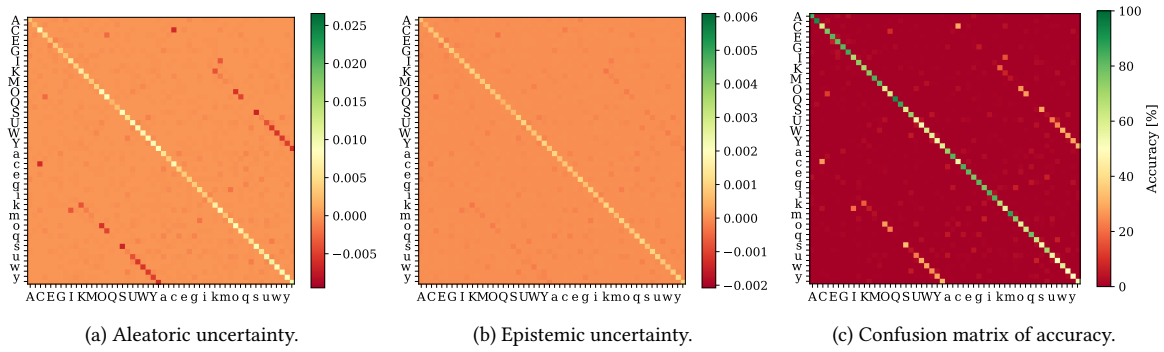 A
C
E
G
I
K
M
O
Q
S
U
W
Y
a
c
e
g
i
k
m
o
q
s
u
w
y
A C E G I K M O Q S U W Y a c e g i k m o q s u w y
0.025
0.020
0.015
0.010
0.005
0.000
−0.005
(a) Aleatoric uncertainty.
A
C
E
G
I
K
M
O
Q
S
U
W
Y
a
c
e
g
i
k
m
o
q
s
u
w
y
A C E G I K M O Q S U W Y a c e g i k m o q s u w y
0.006
0.005
0.004
0.003
0.002
0.001
0.000
−0.001
−0.002
(b) Epistemic uncertainty.
A
C
E
G
I
K
M
O
Q
S
U
W
Y
a
c
e
g
i
k
m
o
q
s
u
w
y
A C E G I K M O Q S U W Y a c e g i k m o q s u w y
100
80
60
40
20
0
Accuracy [%]
(c) Confusion matrix of accuracy.